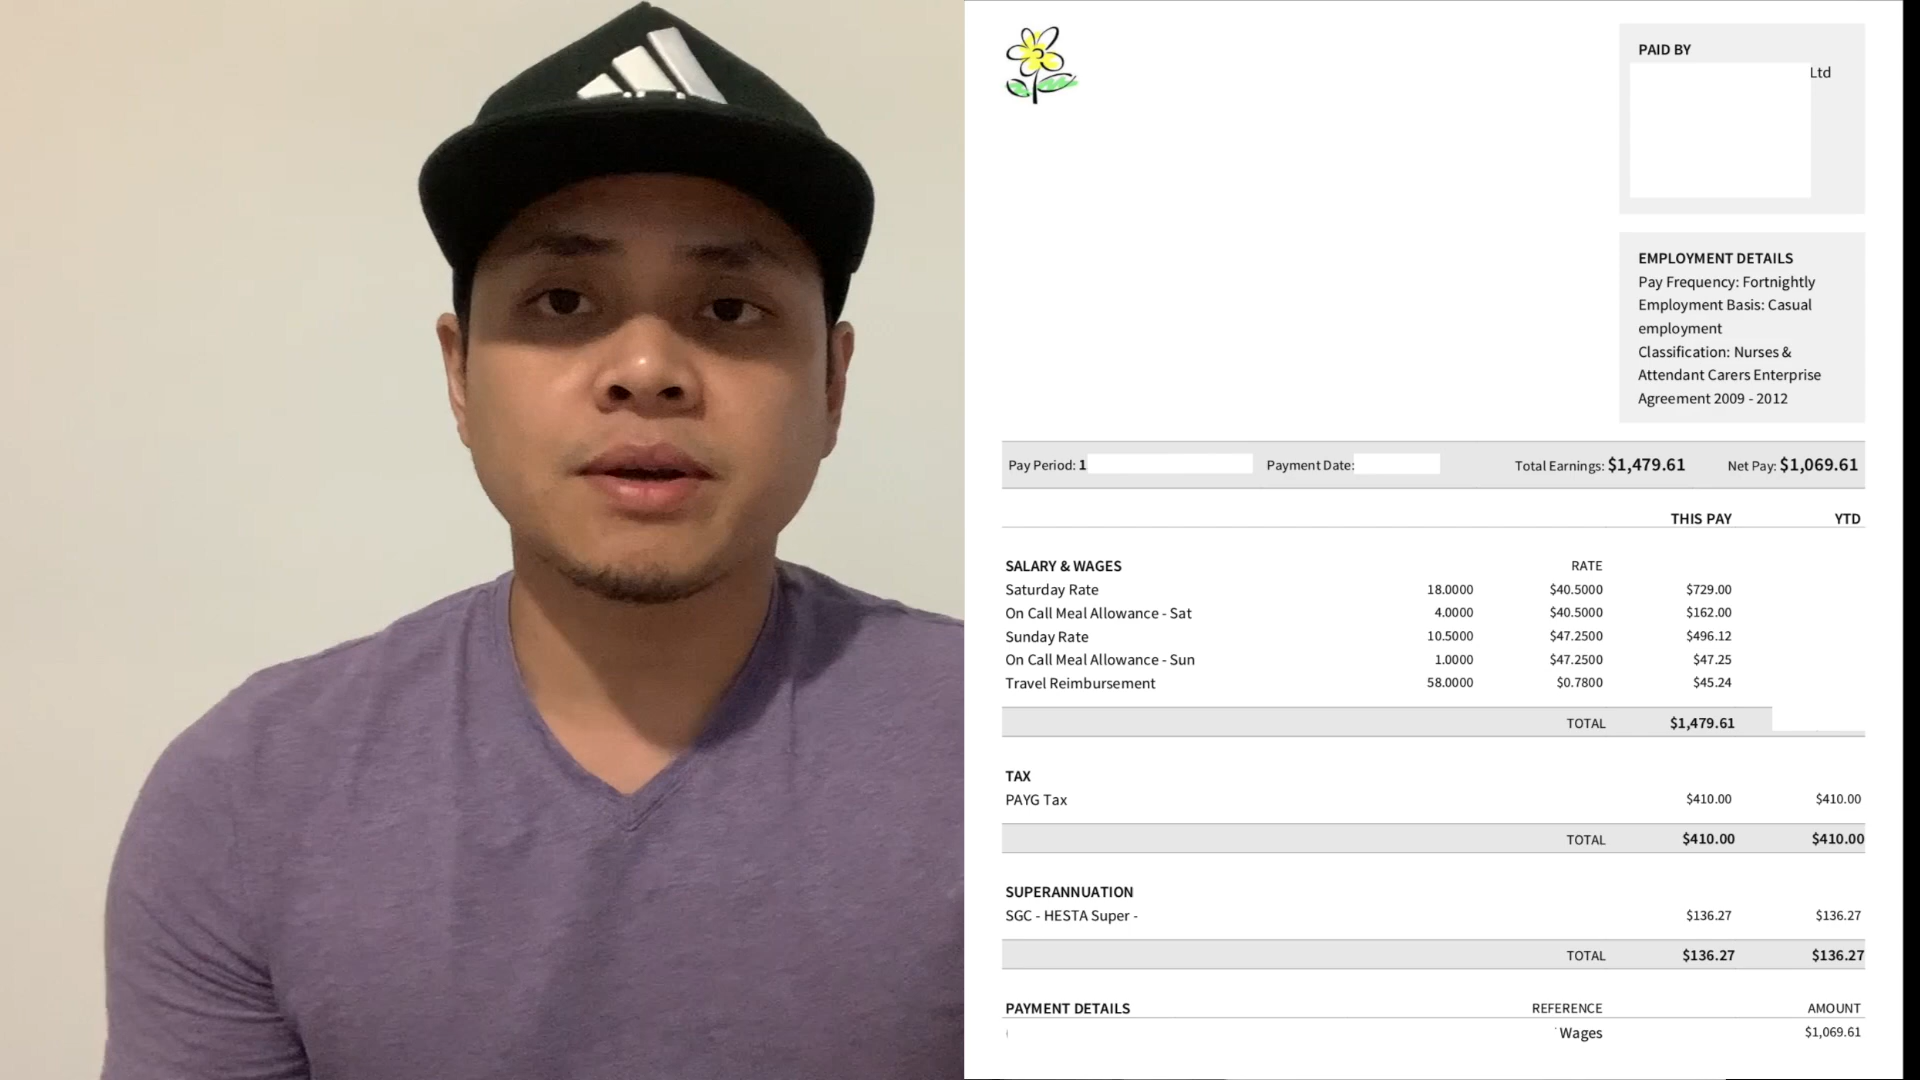 PAID BY
Ltd
EMPLOYMENT DETAILS
Pay Frequency: Fortnightly
Employment Basis: Casual
employment
Classification: Nurses &
Attendant Carers Enterprise
Agreement 2009 - 2012
Pay Period: 1 Payment Date: Total Earnings: $1,479.61 Net Pay: $1,069.61
THIS PAY YTD
SALARY & WAGES RATE
Saturday Rate 18.0000 $40.5000 $729.00
On Call Meal Allowance - Sat 4.0000 $40.5000 $162.00
Sunday Rate 10.5000 $47.2500 $496.12
On Call Meal Allowance - Sun 1.0000 $47.2500 $47.25
Travel Reimbursement 58.0000 $0.7800 $45.24
TOTAL $1,479.61
TAX
PAYG Tax $410.00 $410.00
TOTAL $410.00 $410.00
SUPERANNUATION
SGC - HESTA Super - $136.27 $136.27
TOTAL $136.27 $136.27
PAYMENT DETAILS REFERENCE AMOUNT
Wages $1,069.61